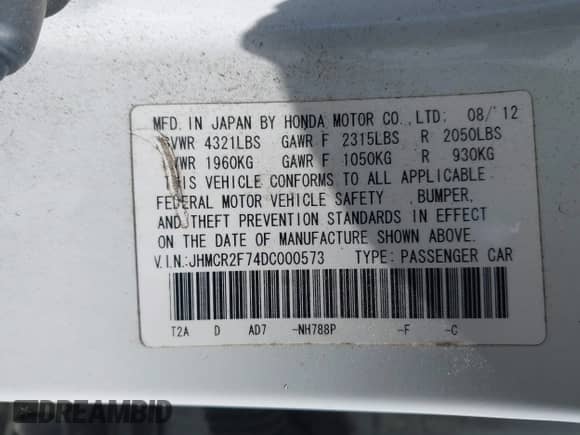 MFD. IN JAPAN BY HONDA MOTOR CO., LTD: 08/'12
GVWR 4321LBS GAWR F 2315LBS R 2050LBS
GVWR 1960KG GAWR F 1050KG R 930KG
THIS VEHICLE CONFORMS TO ALL APPLICABLE
FEDERAL MOTOR VEHICLE SAFETY , BUMPER,
AND THEFT PREVENTION STANDARDS IN EFFECT
ON THE DATE OF MANUFACTURE SHOWN ABOVE.
V.I.N.:JHMCR2F74DC000573 TYPE: PASSENGER CAR
T2A D AD7 -NH788P -F -C
DREAMBID